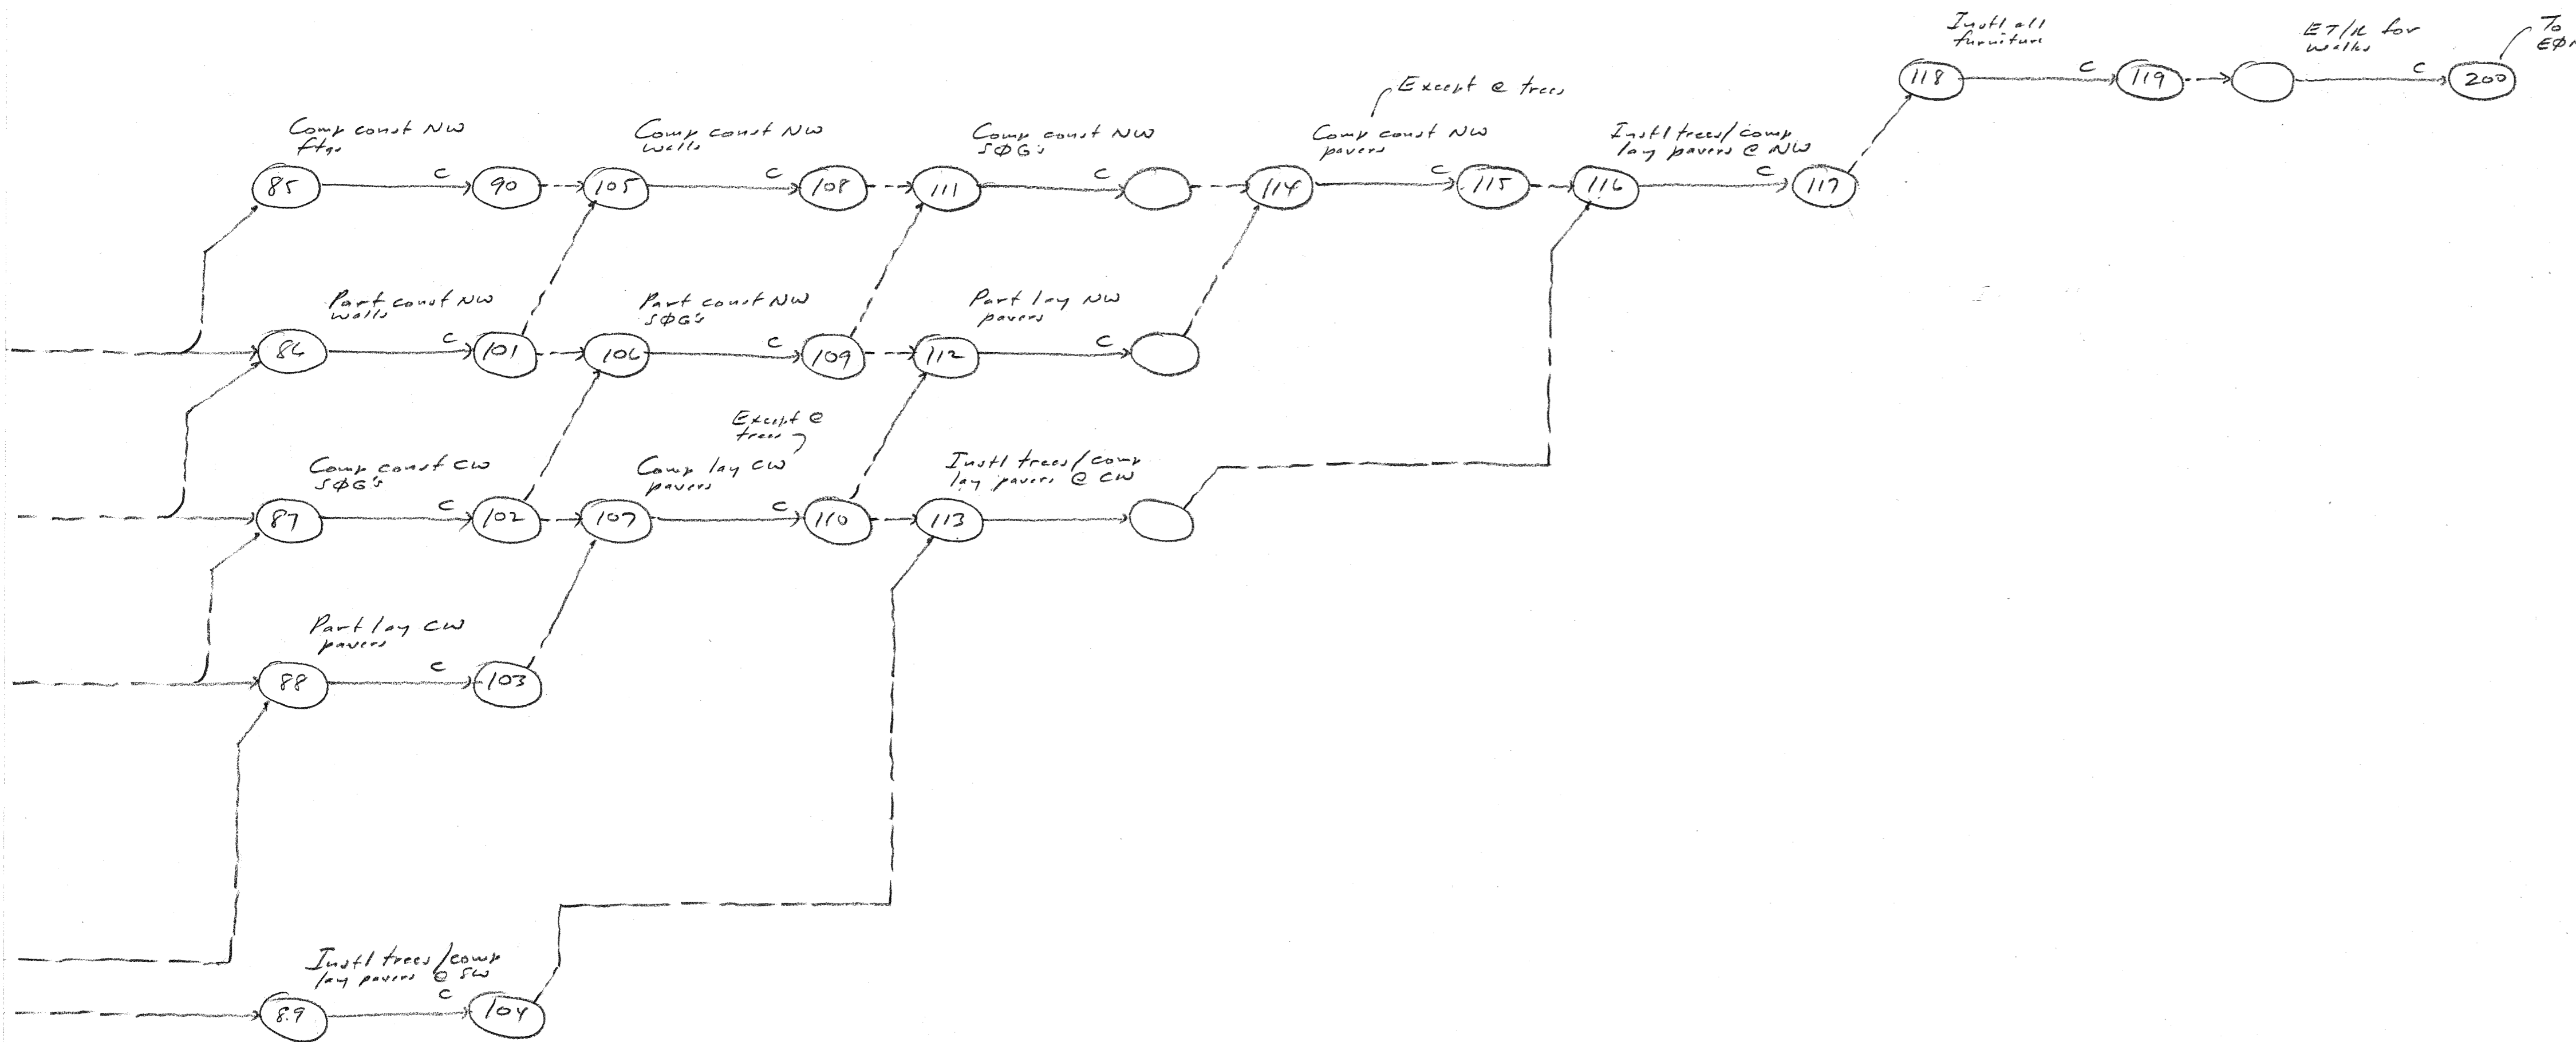 Instl all
furniture
ET/R for
walks
To
118
C
119
C
200
Except @ trees
Comp const NW
ftgs
Comp const NW
walls
Comp const NW
SØG's
Comp const NW
pavers
Instl trees/comp
lay pavers @ NW
85
C
90
105
C
108
111
C
114
C
115
116
C
117
Part const NW
walls
Part const NW
SØG's
Part lay NW
pavers
86
C
101
106
C
109
112
C
Except @
trees
Comp const CW
SØG's
Comp lay CW
pavers
Instl trees/comp
lay pavers @ CW
87
C
102
107
C
110
113
Part lay CW
pavers
88
C
103
Instl trees/comp
lay pavers @ SW
89
C
104